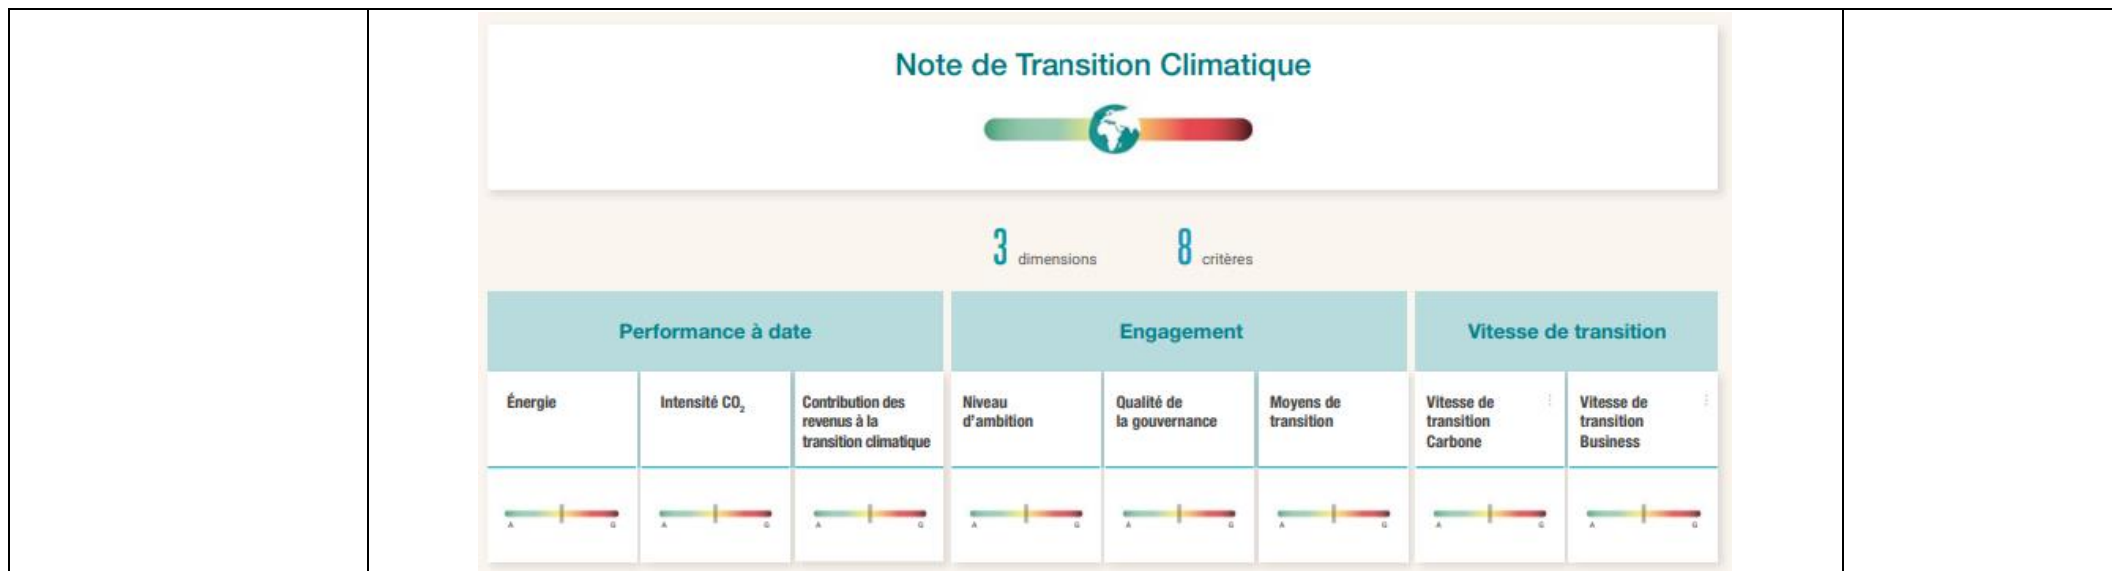 Note de Transition Climatique
3 dimensions 8 critères
Performance à date
Engagement
Vitesse de transition
Énergie
Intensité CO₂
Contribution des
revenus à la
transition climatique
Niveau
d'ambition
Qualité de
la gouvernance
Moyens de
transition
Vitesse de
transition
Carbone
Vitesse de
transition
Business
A G
A G
A G
A G
A G
A G
A G
A G